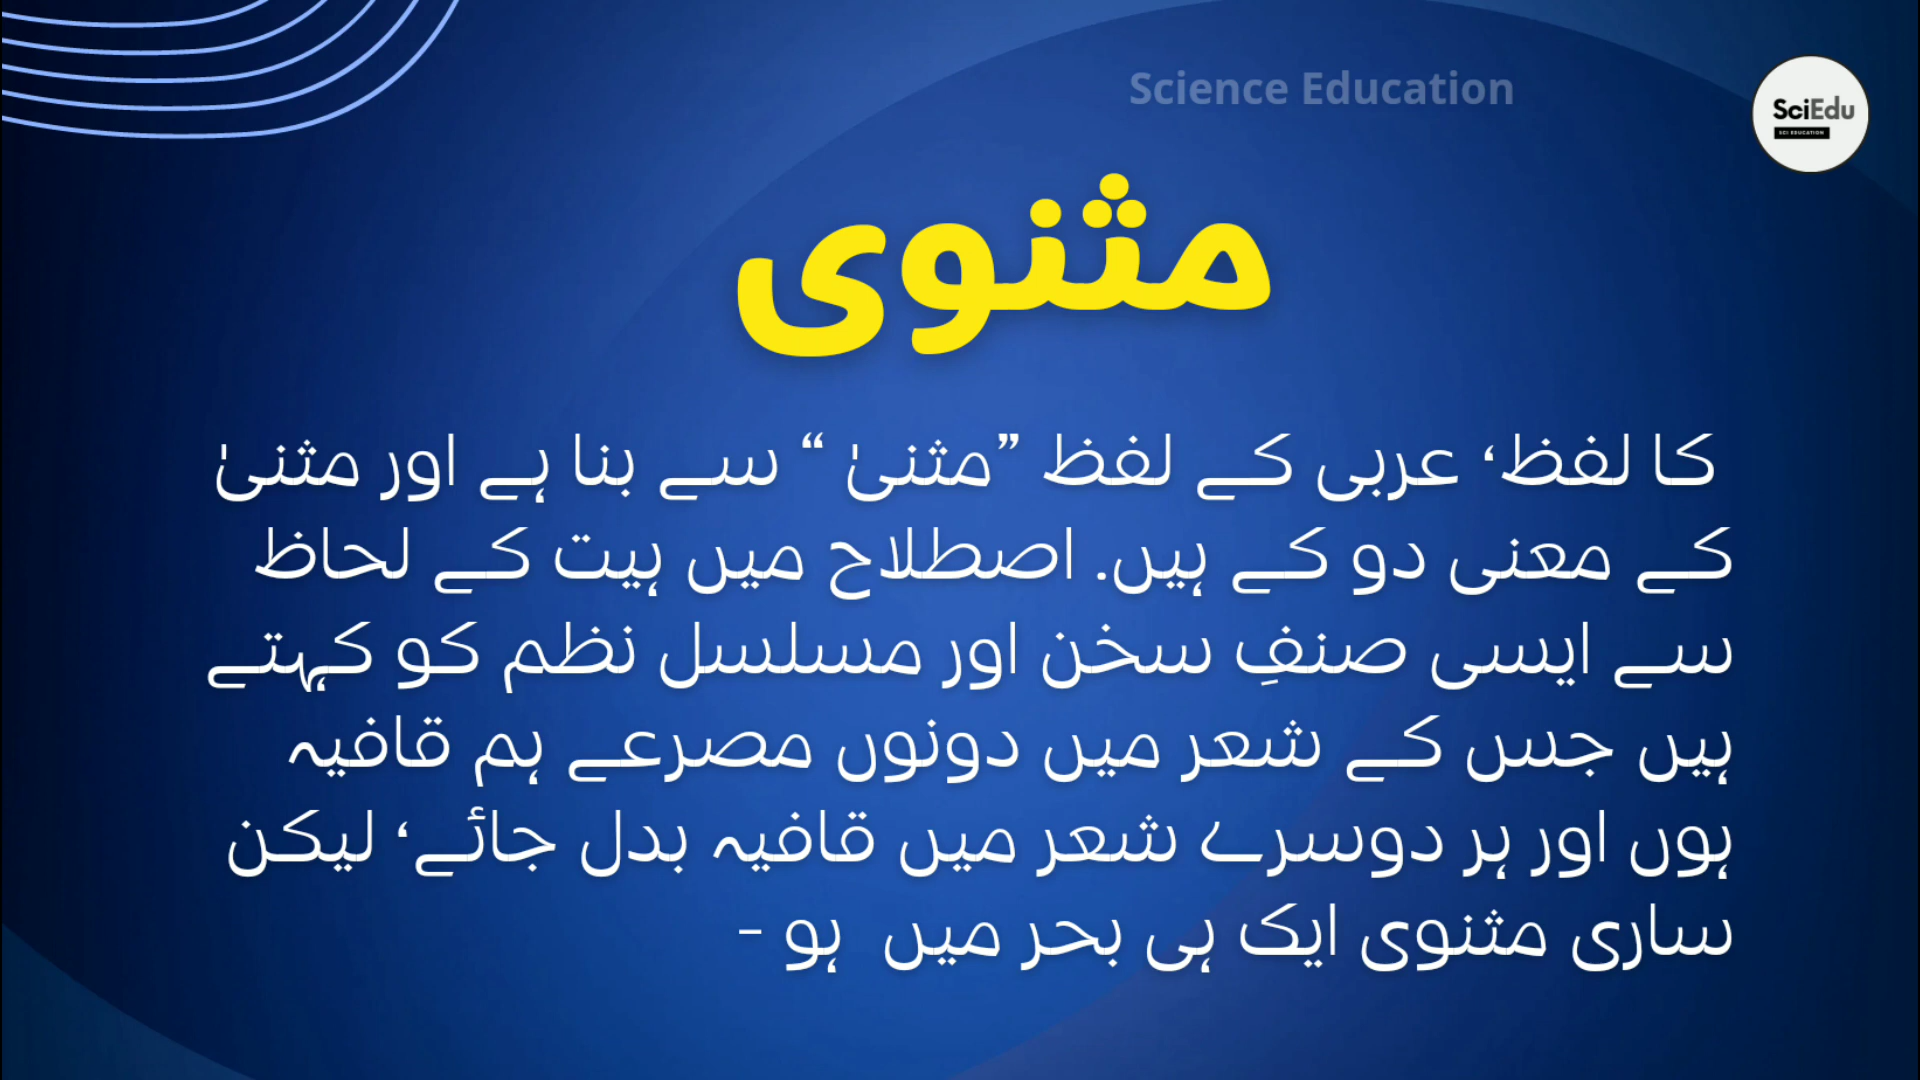 Science Education
SciEdu
SCI EDUCATION
مثنوی
کا لفظ، عربی کے لفظ ”مثنیٰ “ سے بنا ہے اور مثنیٰ
کے معنی دو کے ہیں. اصطلاح میں ہیت کے لحاظ
سے ایسی صنفِ سخن اور مسلسل نظم کو کہتے
ہیں جس کے شعر میں دونوں مصرعے ہم قافیہ
ہوں اور ہر دوسرے شعر میں قافیہ بدل جائے، لیکن
ساری مثنوی ایک ہی بحر میں  ہو -